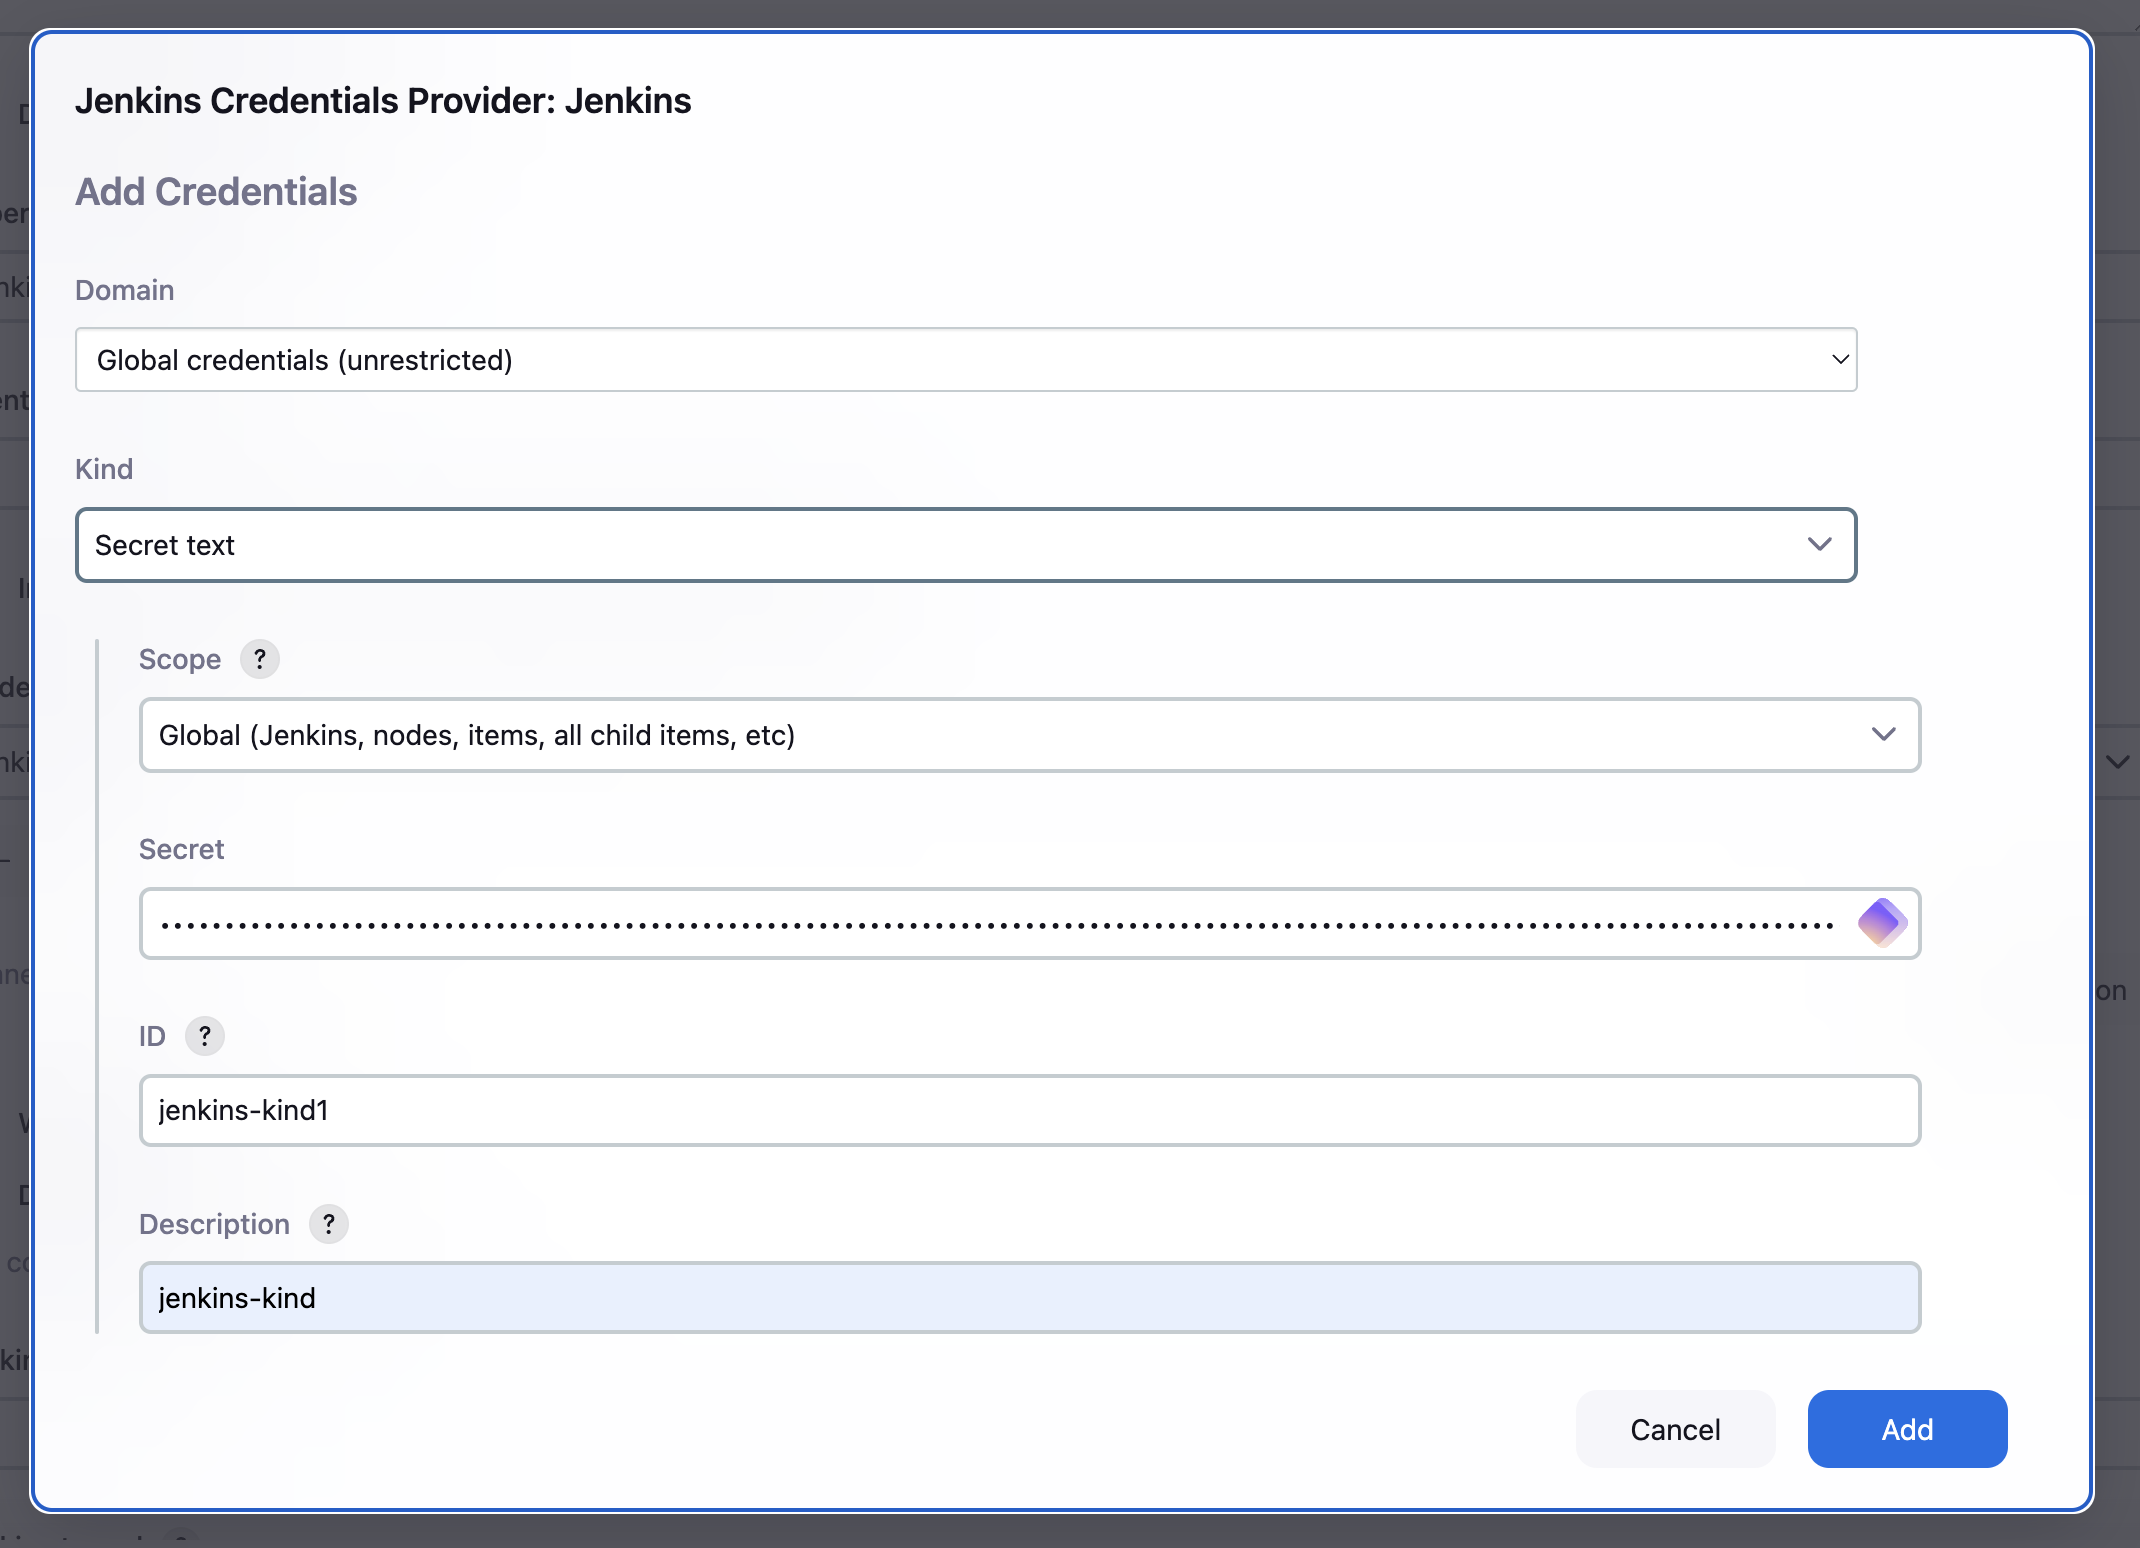 Jenkins Credentials Provider: Jenkins
Add Credentials
Domain
Global credentials (unrestricted)
Kind
Secret text
Scope ?
Global (Jenkins, nodes, items, all child items, etc)
Secret
ID ?
jenkins-kind1
Description ?
jenkins-kind
Cancel Add